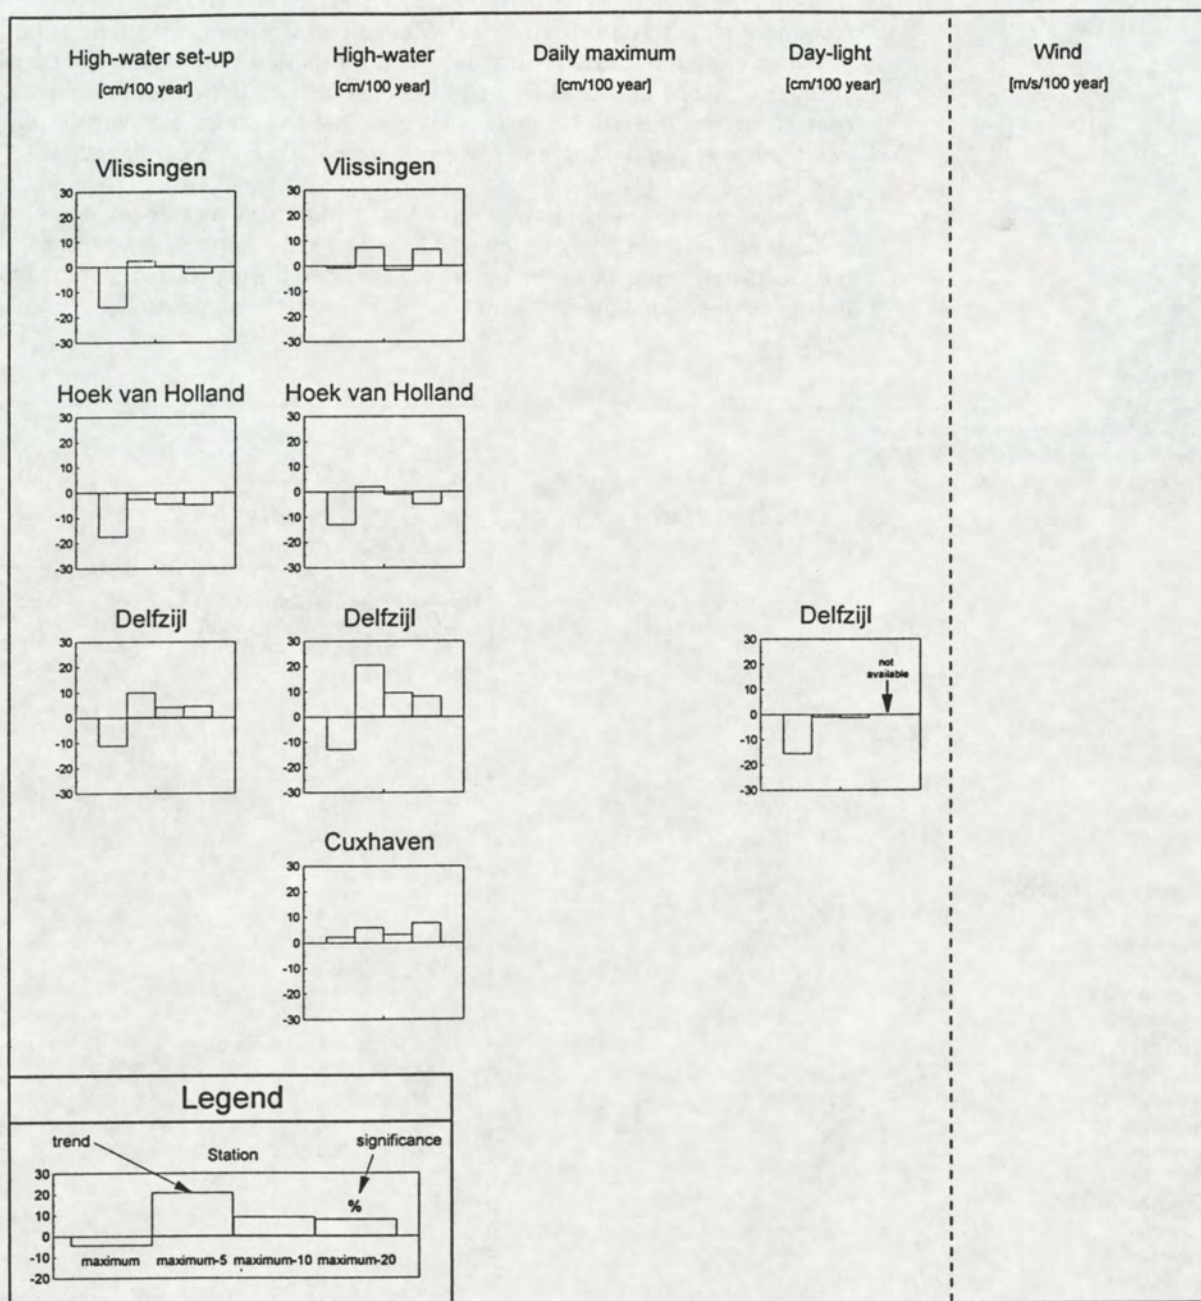 High-water set-up High-water Daily maximum Day-light Wind
[cm/100 year] [cm/100 year] [cm/100 year] [cm/100 year] [m/s/100 year]
Vlissingen Vlissingen
30 30
20 20
10 10
0 0
-10 -10
-20 -20
-30 -30
Hoek van Holland Hoek van Holland
30 30
20 20
10 10
0 0
-10 -10
-20 -20
-30 -30
Delfzijl Delfzijl Delfzijl
30 30 30
20 20 not 20
10 10 available 10
0 0 0
-10 -10 -10
-20 -20 -20
-30 -30 -30
Cuxhaven
30
20
10
0
-10
-20
-30
Legend
trend Station significance
30
20 %
10
0
-10 maximum maximum-5 maximum-10 maximum-20
-20